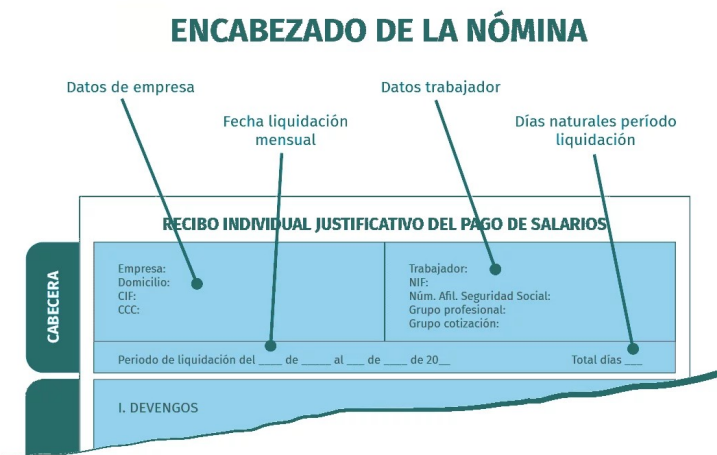 ENCABEZADO DE LA NÓMINA
Datos de empresa
Datos trabajador
Fecha liquidación
mensual
Días naturales período
liquidación
RECIBO INDIVIDUAL JUSTIFICATIVO DEL PAGO DE SALARIOS
CABECERA
Empresa:
Domicilio:
CIF:
CCC:
Trabajador:
NIF:
Núm. Afil. Seguridad Social:
Grupo profesional:
Grupo cotización:
Periodo de liquidación del ____ de _____ al ___ de ____ de 20__
Total días ___
I. DEVENGOS